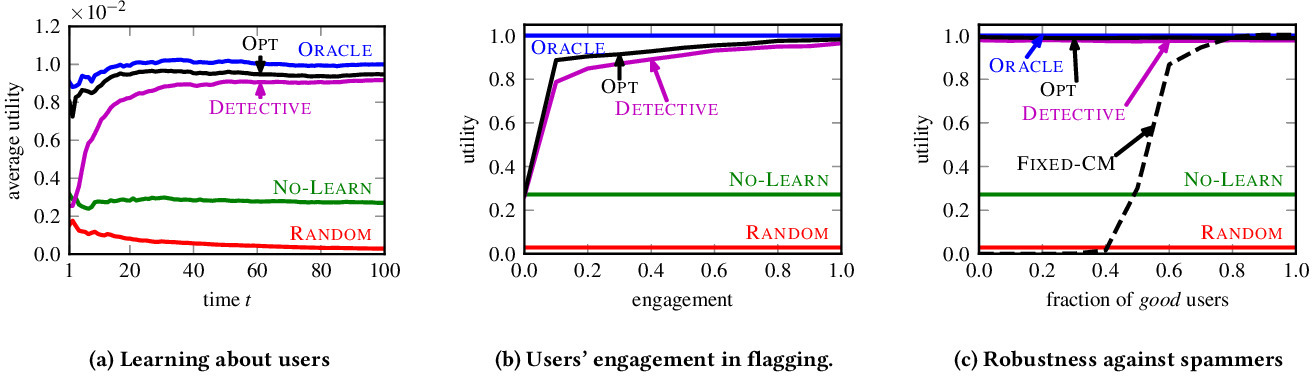 ×10⁻²
1.2
1.0
0.8
0.6
0.4
0.2
0.0
average utility
ORACLE
OPT
DETECTIVE
NO-LEARN
RANDOM
1 20 40 60 80 100
time t
(a) Learning about users
1.0
0.8
0.6
0.4
0.2
0.0
utility
ORACLE
OPT
DETECTIVE
NO-LEARN
RANDOM
0.0 0.2 0.4 0.6 0.8 1.0
engagement
(b) Users’ engagement in flagging.
1.0
0.8
0.6
0.4
0.2
0.0
utility
ORACLE
OPT
DETECTIVE
FIXED-CM
NO-LEARN
RANDOM
0.0 0.2 0.4 0.6 0.8 1.0
fraction of good users
(c) Robustness against spammers